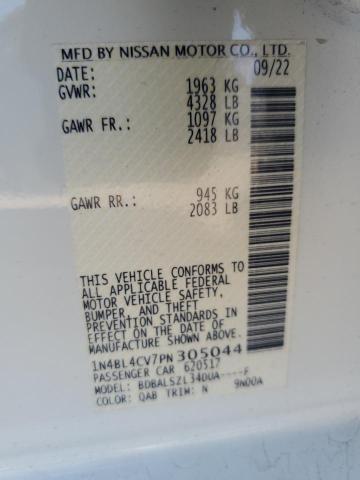 MFD BY NISSAN MOTOR CO., LTD.
DATE: 09/22
GVWR: 1963 KG
4328 LB
GAWR FR.: 1097 KG
2418 LB
GAWR RR.: 945 KG
2083 LB
THIS VEHICLE CONFORMS TO
ALL APPLICABLE FEDERAL
MOTOR VEHICLE SAFETY,
BUMPER, AND THEFT
PREVENTION STANDARDS IN
EFFECT ON THE DATE OF
MANUFACTURE SHOWN ABOVE.
1N4BL4CV7PN305044
PASSENGER CAR 620517
MODEL: BDBALSZL34DUA----F
COLOR: QAB TRIM: N 9N00A